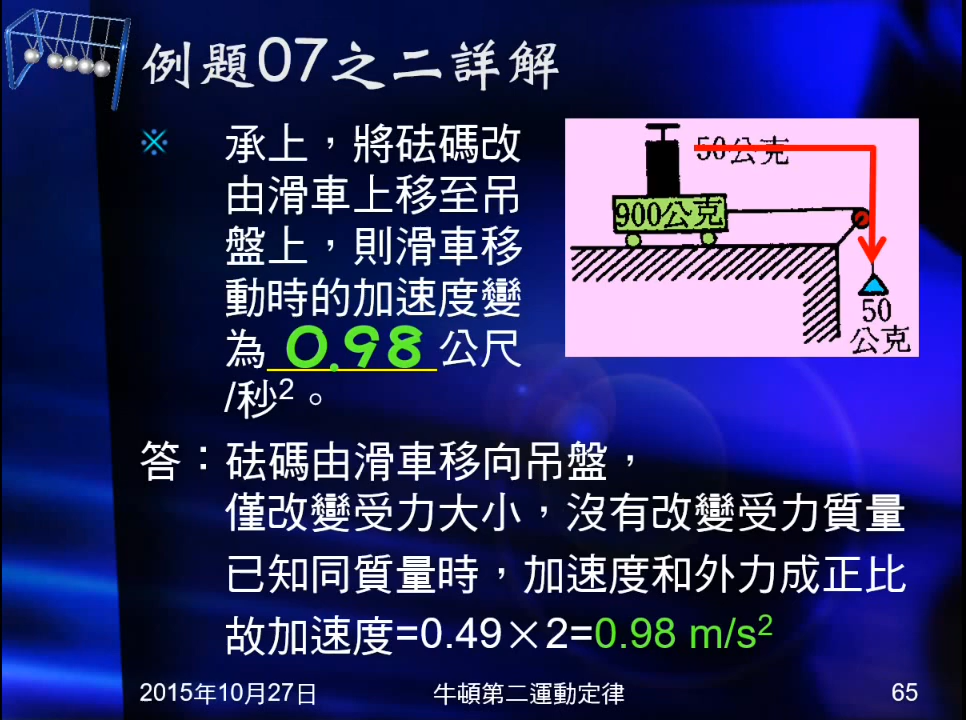 例題07之二詳解
※ 承上，將砝碼改
由滑車上移至吊
盤上，則滑車移
動時的加速度變
為 0.98 公尺
/秒²。
50公克
900公克
50
公克
答：砝碼由滑車移向吊盤，
僅改變受力大小，沒有改變受力質量
已知同質量時，加速度和外力成正比
故加速度=0.49×2=0.98 m/s²
2015年10月27日
牛頓第二運動定律
65